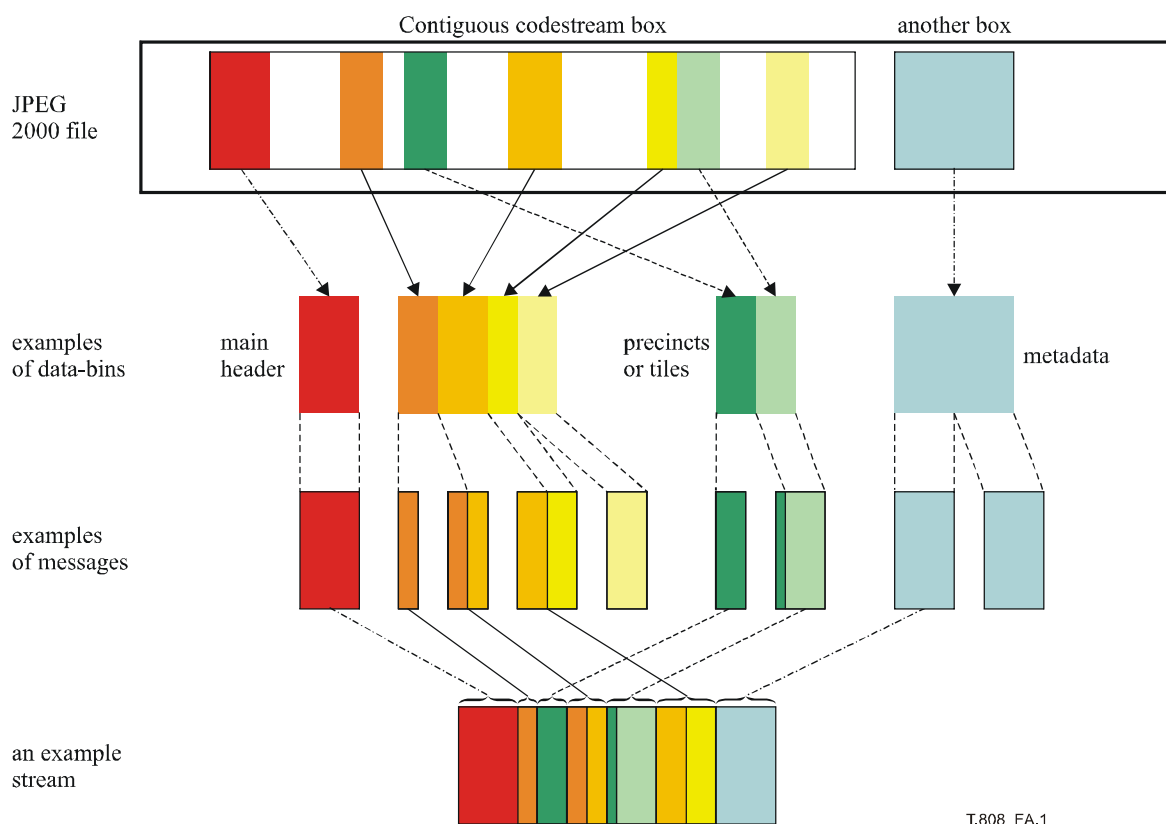 Contiguous codestream box
another box
JPEG
2000 file
examples
of data-bins
main
header
precincts
or tiles
metadata
examples
of messages
an example
stream
T.808_FA.1